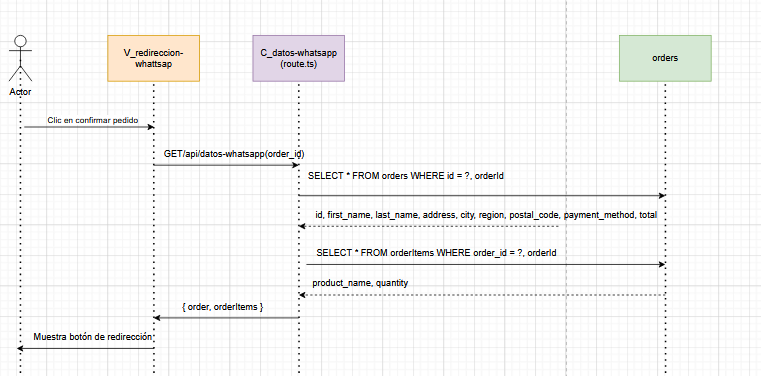 V_redireccion-
whattsap
C_datos-whatsapp
(route.ts)
orders
Actor
Clic en confirmar pedido
GET/api/datos-whatsapp(order_id)
SELECT * FROM orders WHERE id = ?, orderId
id, first_name, last_name, address, city, region, postal_code, payment_method, total
SELECT * FROM orderItems WHERE order_id = ?, orderId
product_name, quantity
{ order, orderItems }
Muestra botón de redirección